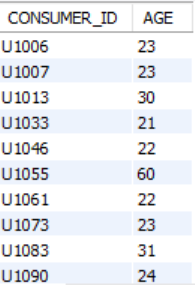 CONSUMER_ID AGE
U1006 23
U1007 23
U1013 30
U1033 21
U1046 22
U1055 60
U1061 22
U1073 23
U1083 31
U1090 24